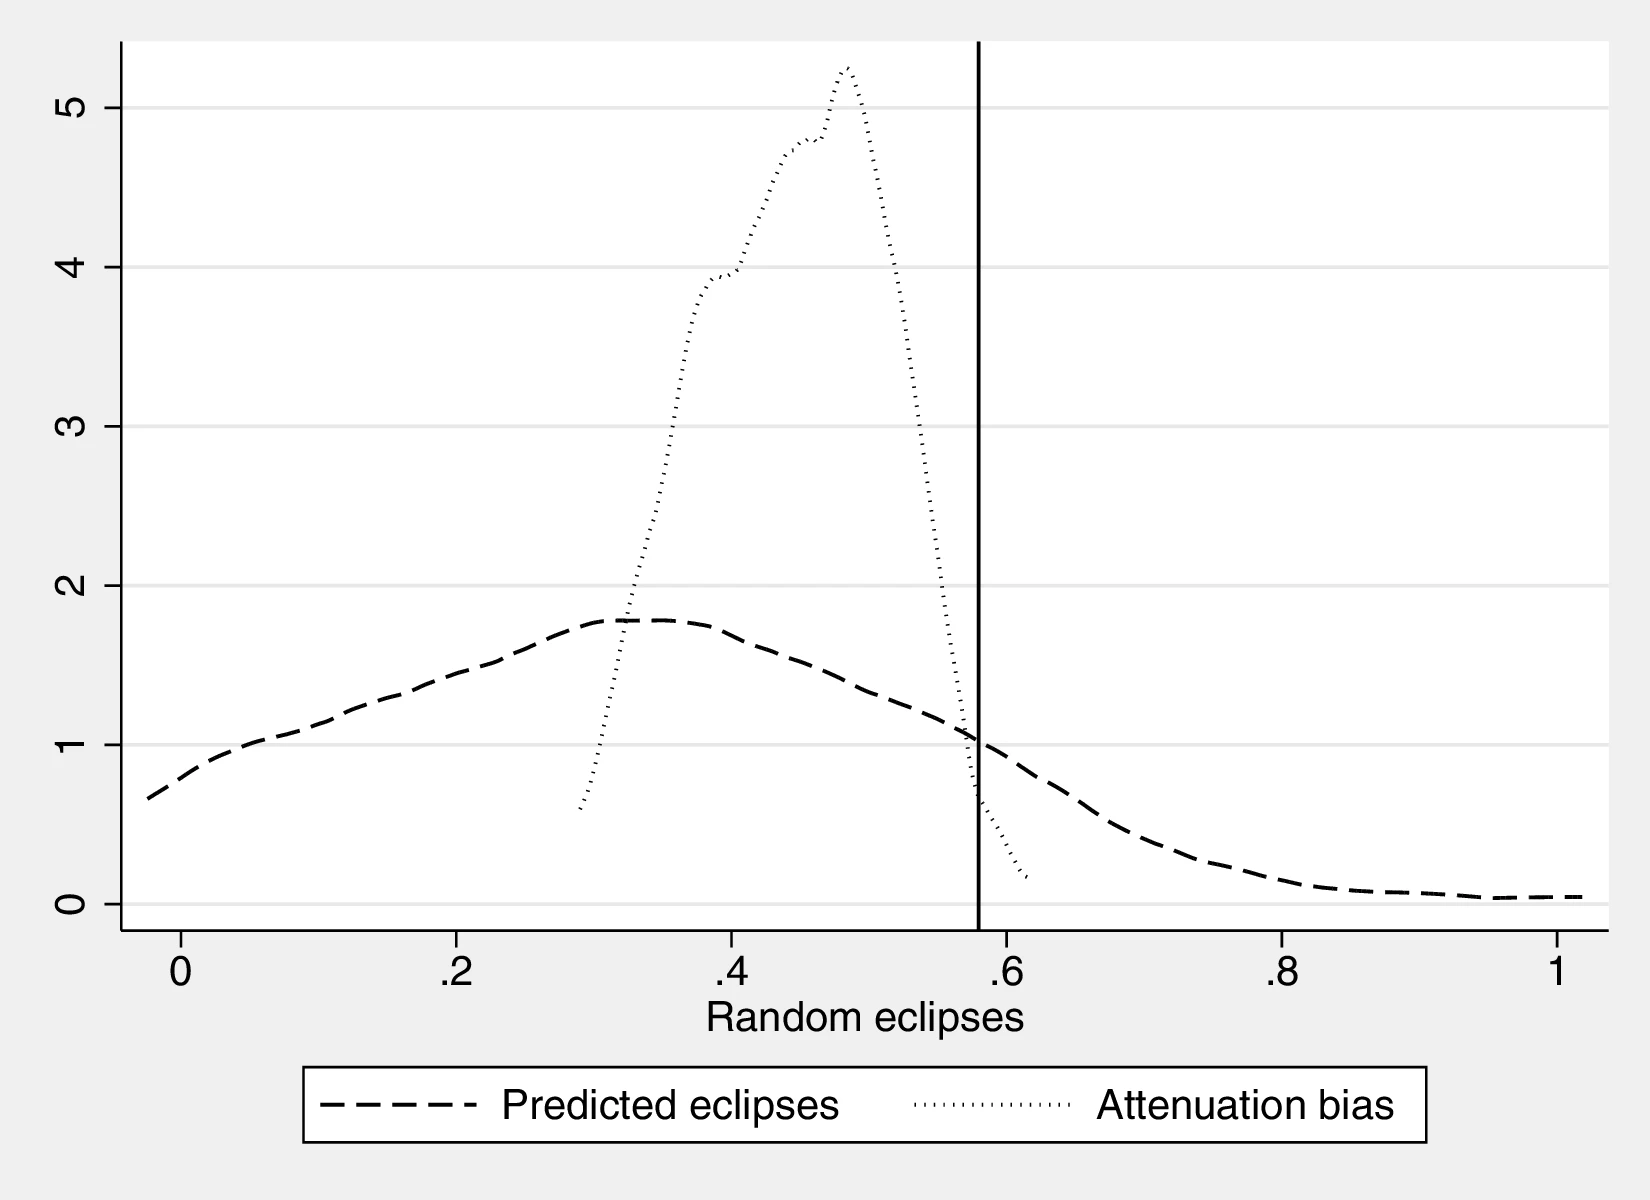 5
4
3
2
1
0
0 .2 .4 .6 .8 1
Random eclipses
Predicted eclipses Attenuation bias